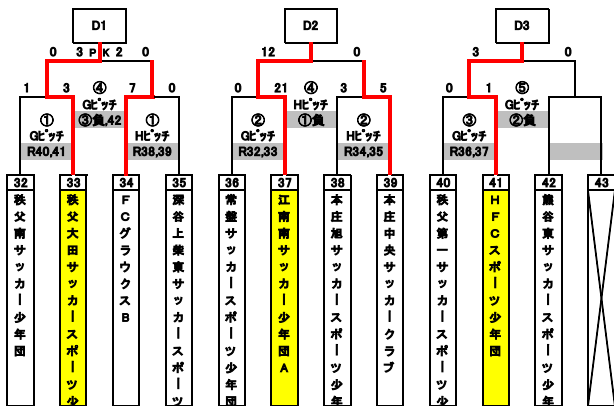 D1
D2
D3
0 3 PK 2 0
12 0
3 0
1 3 ④ 7 0
Gピッチ
③負,42
① ①
Gピッチ Hピッチ
R40,41 R38,39
0 21 ④ 3 5
Hピッチ
①負
② ②
Gピッチ Hピッチ
R32,33 R34,35
0 1 ⑤
Gピッチ
②負
③
Gピッチ
R36,37
32 33 34 35 36 37 38 39 40 41 42 43
秩父南サッカー少年団
秩父大田サッカースポーツ少
FCグラウクスB
深谷上柴東サッカースポーツ
常盤サッカースポーツ少年団
江南南サッカー少年団A
本庄旭サッカースポーツ少年
本庄中央サッカークラブ
秩父第一サッカースポーツ少
HFCスポーツ少年団
熊谷東サッカースポーツ少年